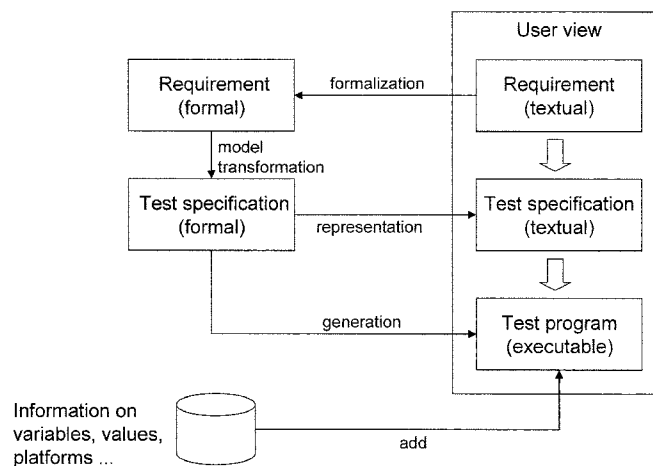 User view
Requirement
(formal)
formalization
Requirement
(textual)
model
transformation
Test specification
(formal)
representation
Test specification
(textual)
generation
Test program
(executable)
Information on
variables, values,
platforms ...
add